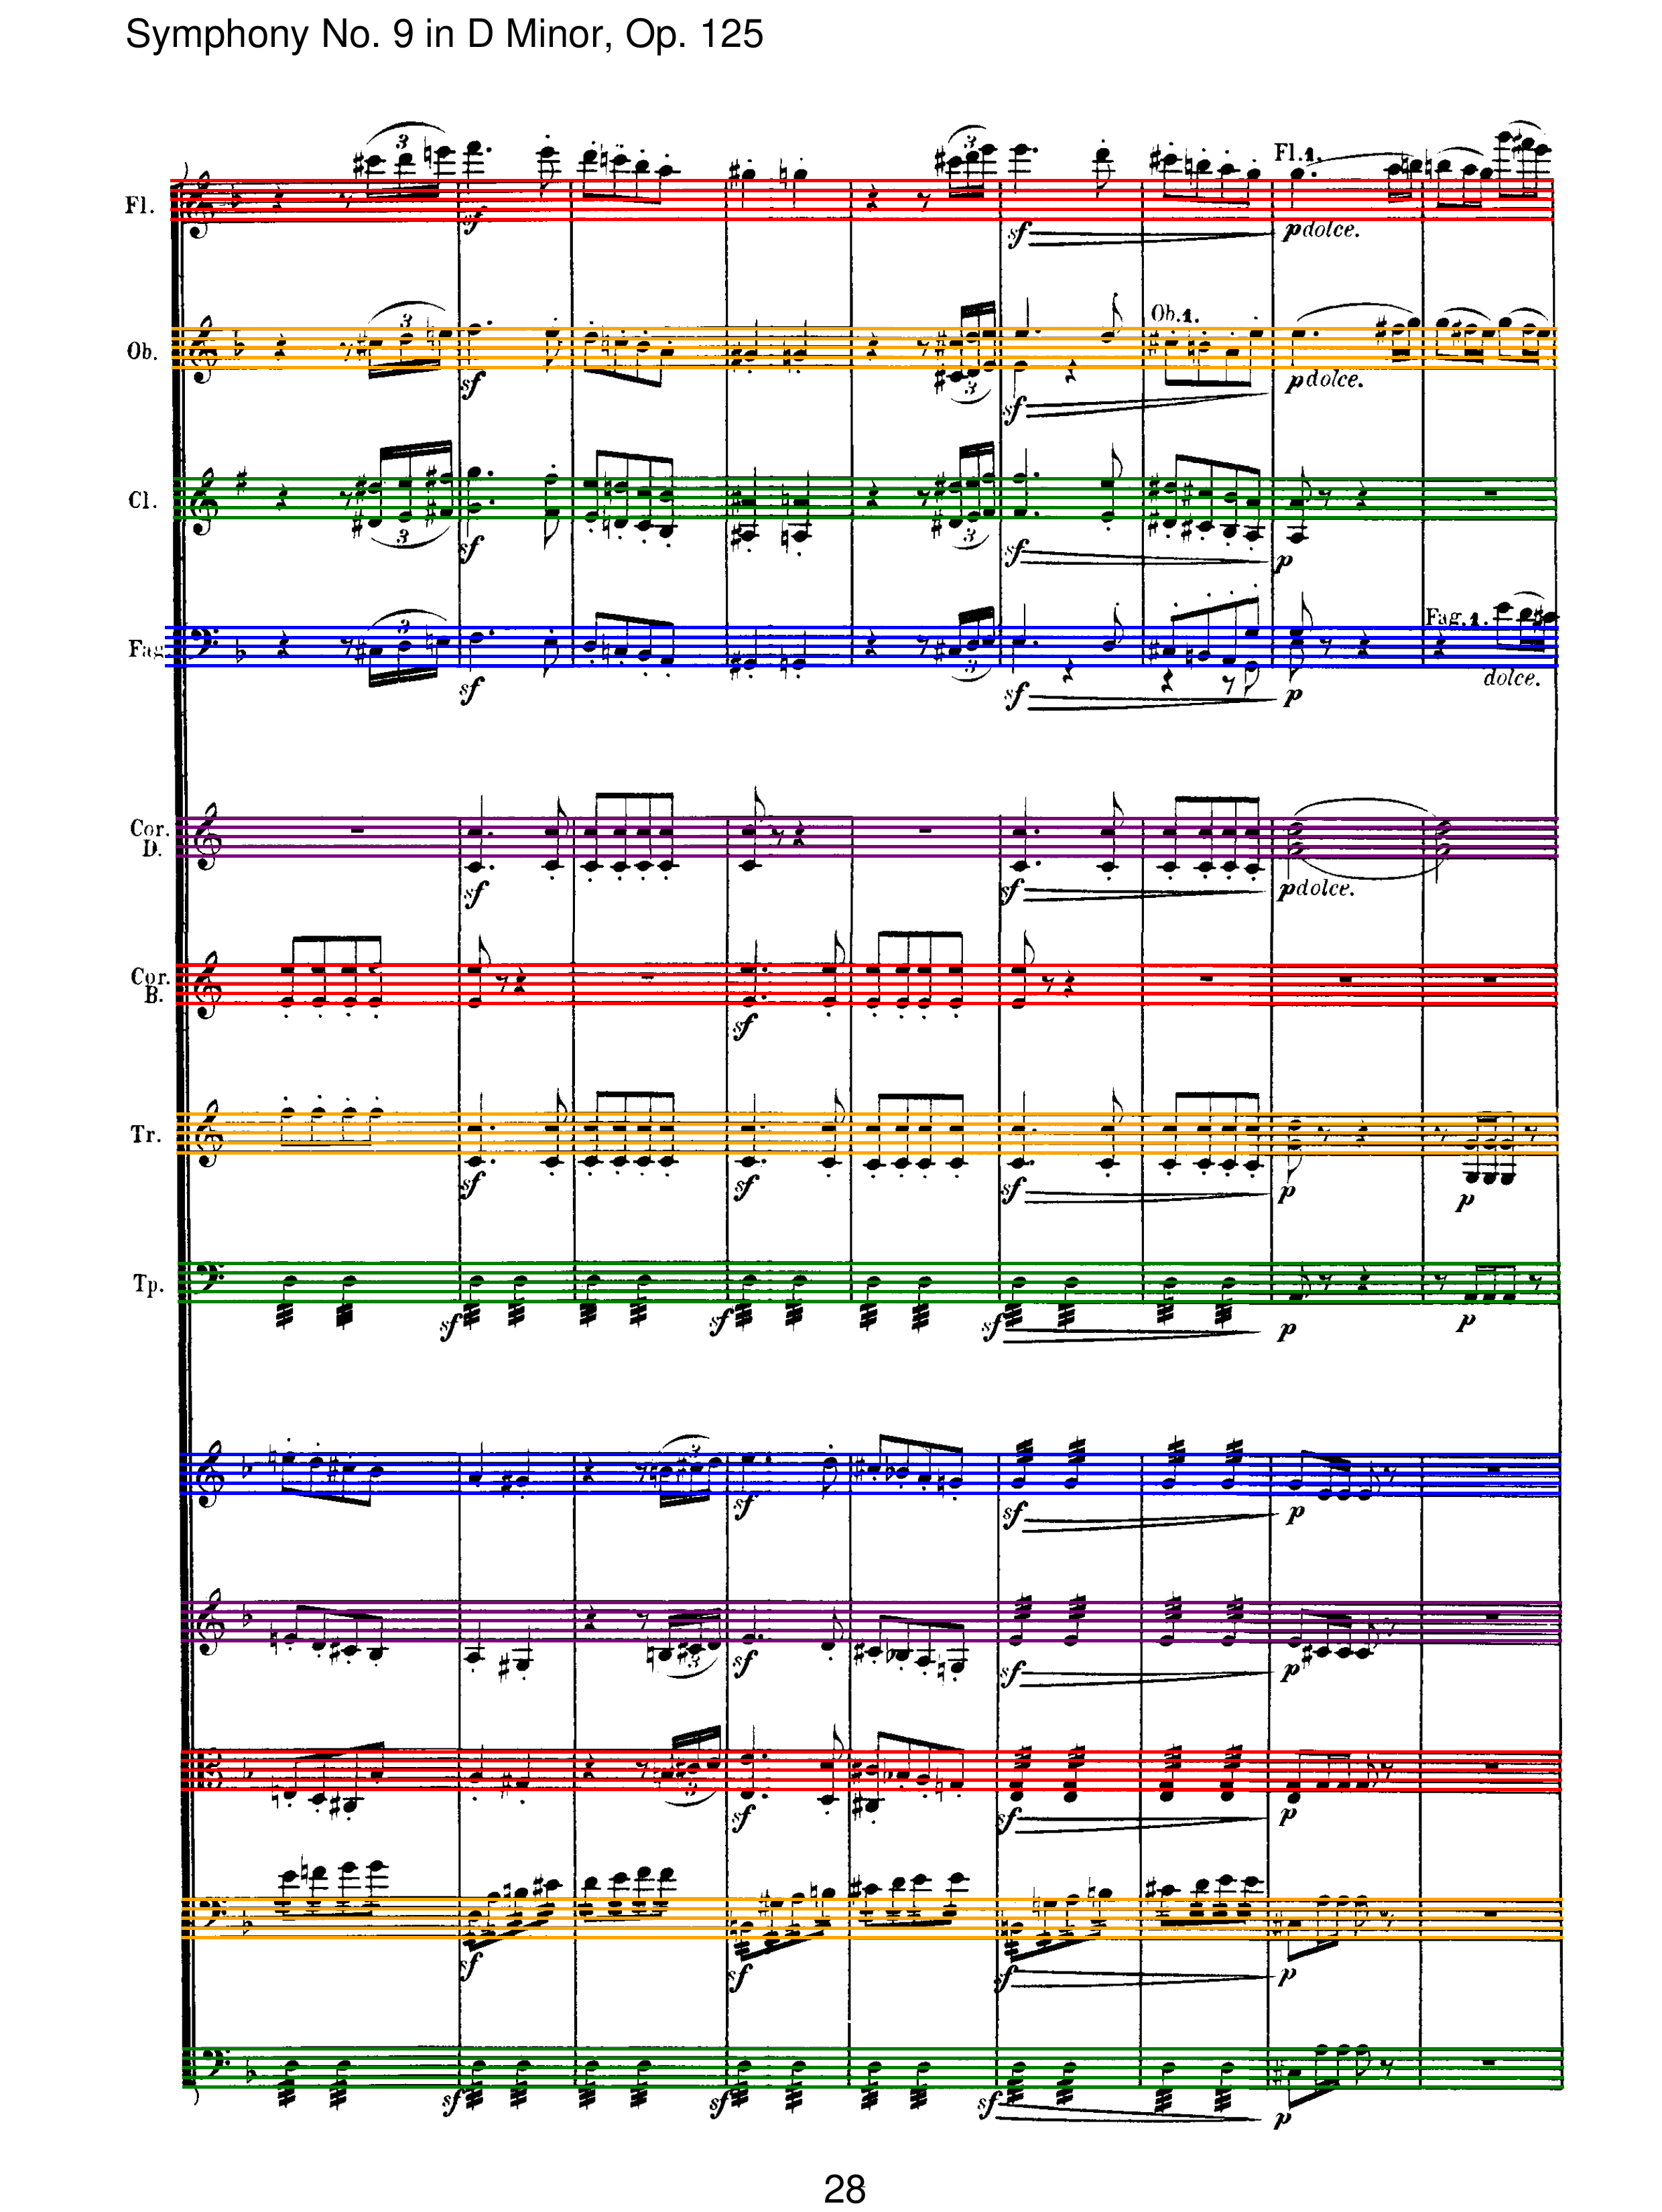 Symphony No. 9 in D Minor, Op. 125
Fl.1.
3 3
Fl.
sf sf pdolce.
Ob.1.
3
Ob.
sf 3 sf pdolce.
Cl.
3 sf 3 sf p
Fag.1.
3
Fag
sf 3 sf p dolce.
Cor.
D.
sf sf pdolce.
Cor.
B.
sf
Tr.
sf sf sf p p
Tp.
sf sf sf p p
3
sf sf p
3 sf sf p
3 sf sf p
sf sf sf p
sf sf sf p
28